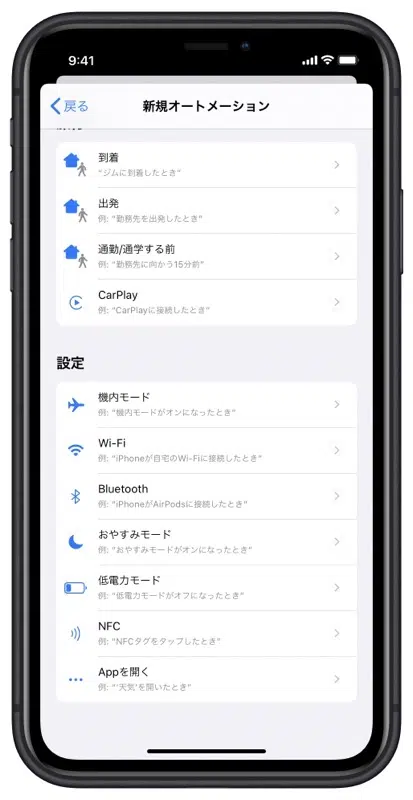 9:41
戻る
新規オートメーション
到着
“ジムに到着したとき”
出発
例: “勤務先を出発したとき”
通勤/通学する前
例: “勤務先に向かう15分前”
CarPlay
例: “CarPlayに接続したとき”
設定
機内モード
例: “機内モードがオンになったとき”
Wi-Fi
例: “iPhoneが自宅のWi-Fiに接続したとき”
Bluetooth
例: “iPhoneがAirPodsに接続したとき”
おやすみモード
例: “おやすみモードがオンになったとき”
低電力モード
例: “低電力モードがオフになったとき”
NFC
例: “NFCタグをタップしたとき”
Appを開く
例: “‘天気’を開いたとき”